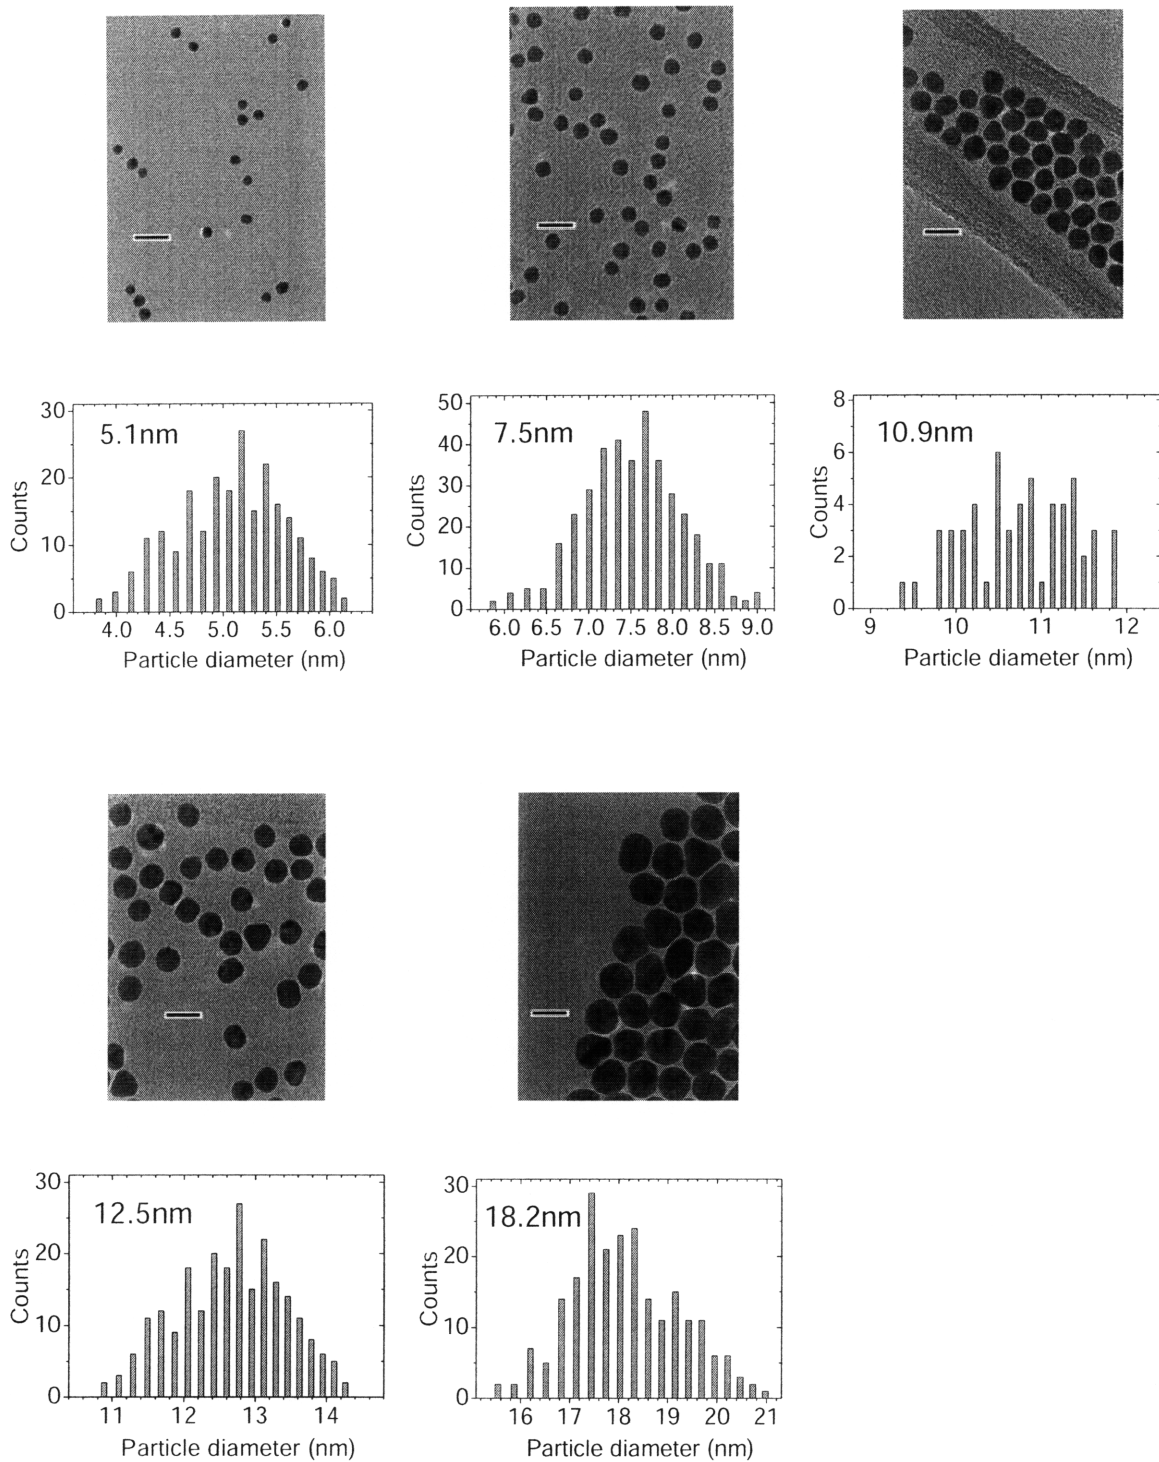 30
20
10
0
Counts
5.1nm
4.0 4.5 5.0 5.5 6.0
Particle diameter (nm)
50
40
30
20
10
0
Counts
7.5nm
6.0 6.5 7.0 7.5 8.0 8.5 9.0
Particle diameter (nm)
8
6
4
2
0
Counts
10.9nm
9 10 11 12
Particle diameter (nm)
30
20
10
0
Counts
12.5nm
11 12 13 14
Particle diameter (nm)
30
20
10
0
Counts
18.2nm
16 17 18 19 20 21
Particle diameter (nm)